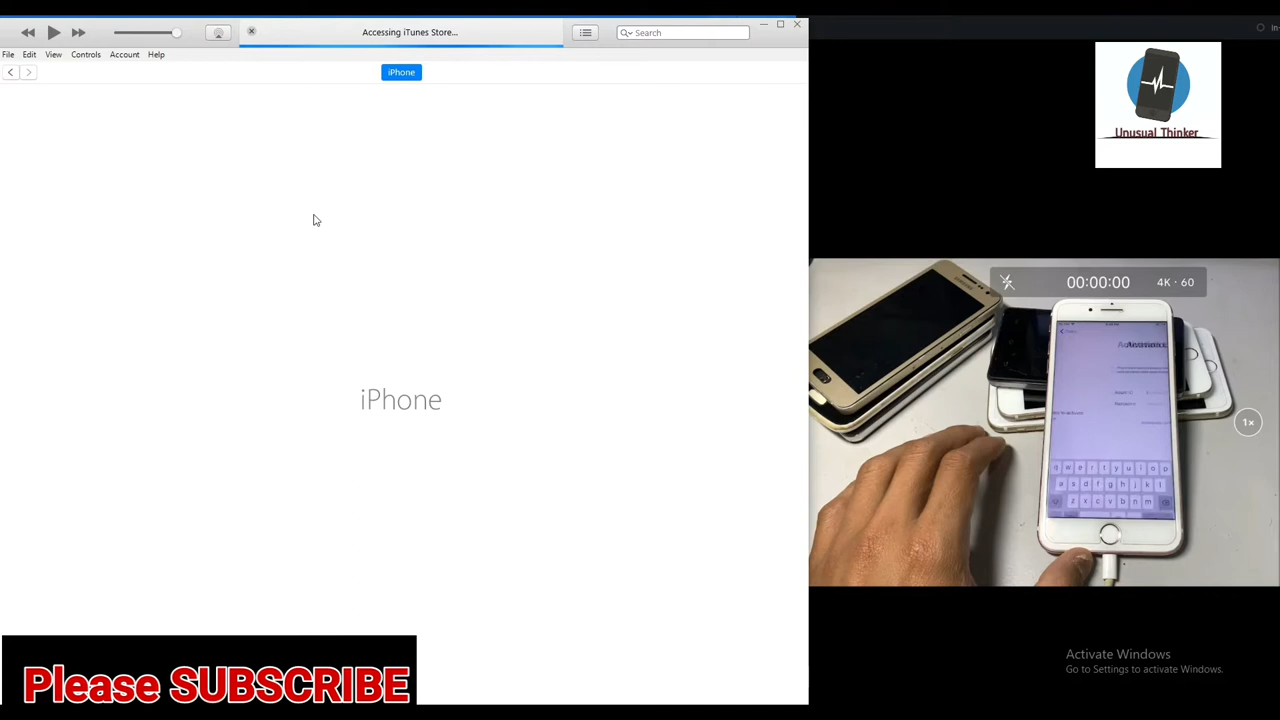 Accessing iTunes Store...
Search
File Edit View Controls Account Help
iPhone
iPhone
Unusual Thinker
00:00:00 4K · 60
1x
q w e r t y u i o p
a s d f g h j k l
z x c v b n m
Activate Windows
Go to Settings to activate Windows.
Please SUBSCRIBE